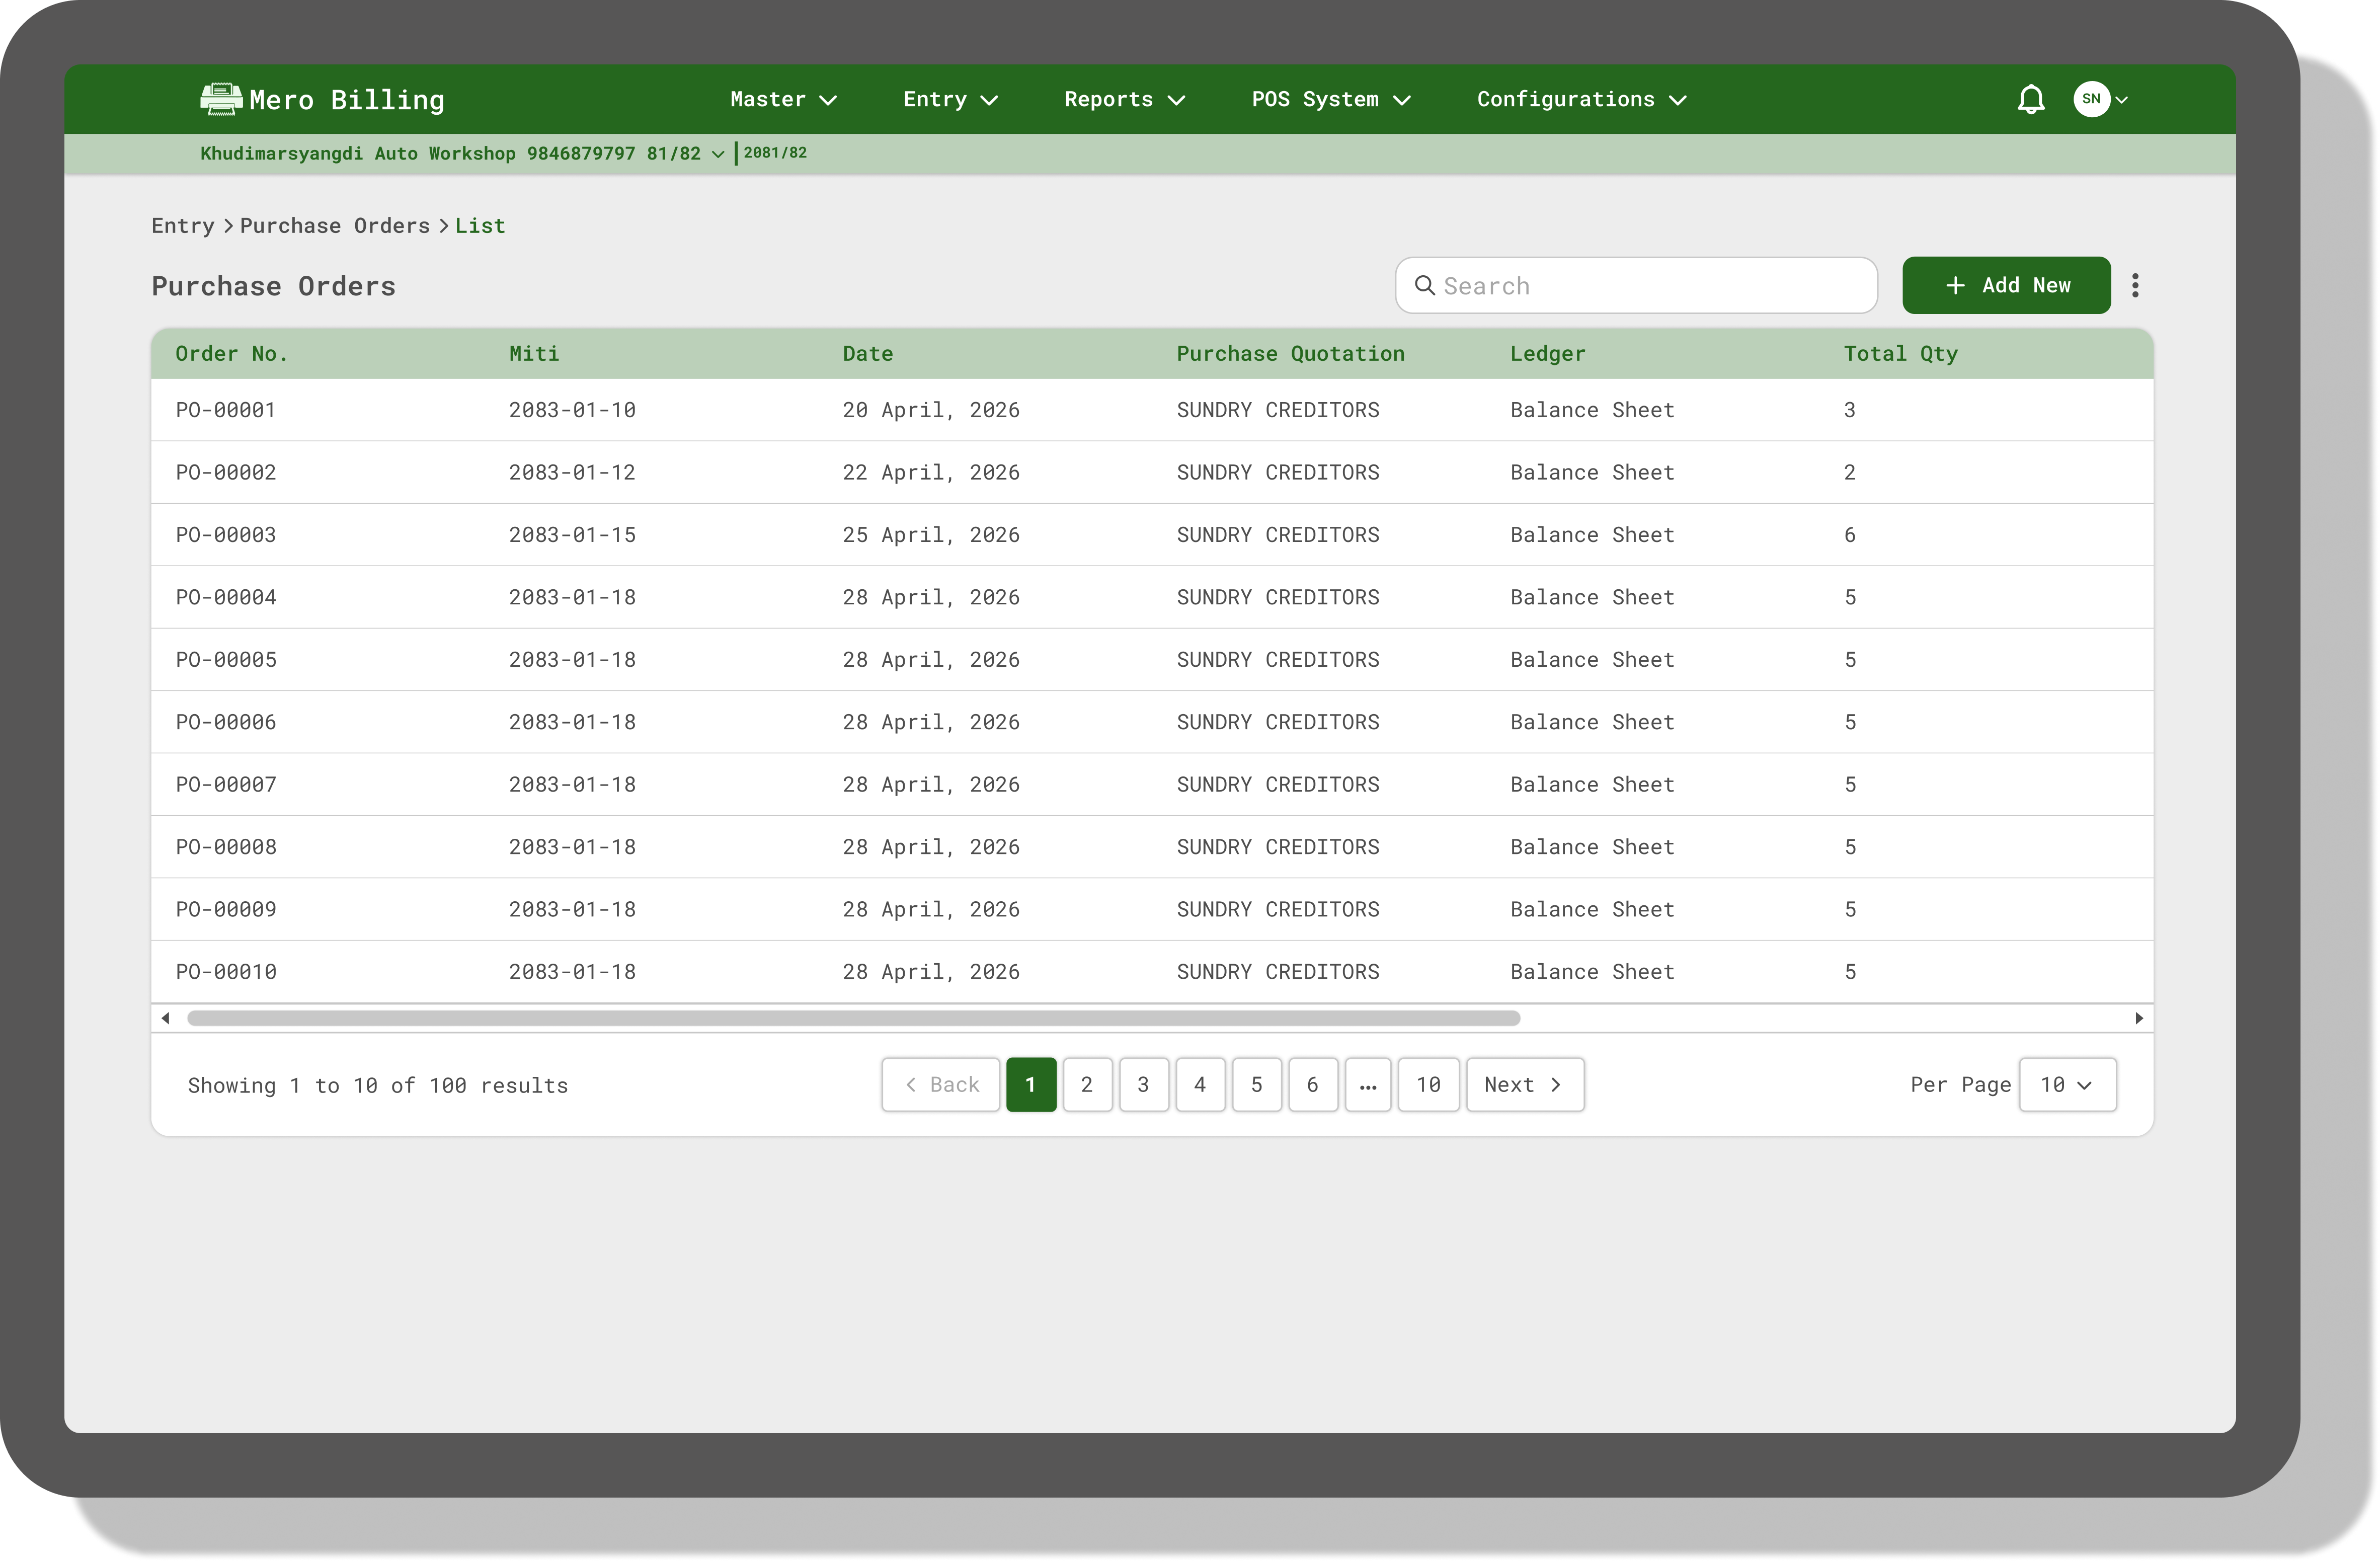 Mero Billing Master Entry Reports POS System Configurations SN
Khudimarsyangdi Auto Workshop 9846879797 81/82 2081/82
Entry > Purchase Orders > List
Purchase Orders Search + Add New
Order No. Miti Date Purchase Quotation Ledger Total Qty
PO-00001 2083-01-10 20 April, 2026 SUNDRY CREDITORS Balance Sheet 3
PO-00002 2083-01-12 22 April, 2026 SUNDRY CREDITORS Balance Sheet 2
PO-00003 2083-01-15 25 April, 2026 SUNDRY CREDITORS Balance Sheet 6
PO-00004 2083-01-18 28 April, 2026 SUNDRY CREDITORS Balance Sheet 5
PO-00005 2083-01-18 28 April, 2026 SUNDRY CREDITORS Balance Sheet 5
PO-00006 2083-01-18 28 April, 2026 SUNDRY CREDITORS Balance Sheet 5
PO-00007 2083-01-18 28 April, 2026 SUNDRY CREDITORS Balance Sheet 5
PO-00008 2083-01-18 28 April, 2026 SUNDRY CREDITORS Balance Sheet 5
PO-00009 2083-01-18 28 April, 2026 SUNDRY CREDITORS Balance Sheet 5
PO-00010 2083-01-18 28 April, 2026 SUNDRY CREDITORS Balance Sheet 5
Showing 1 to 10 of 100 results < Back 1 2 3 4 5 6 ... 10 Next > Per Page 10